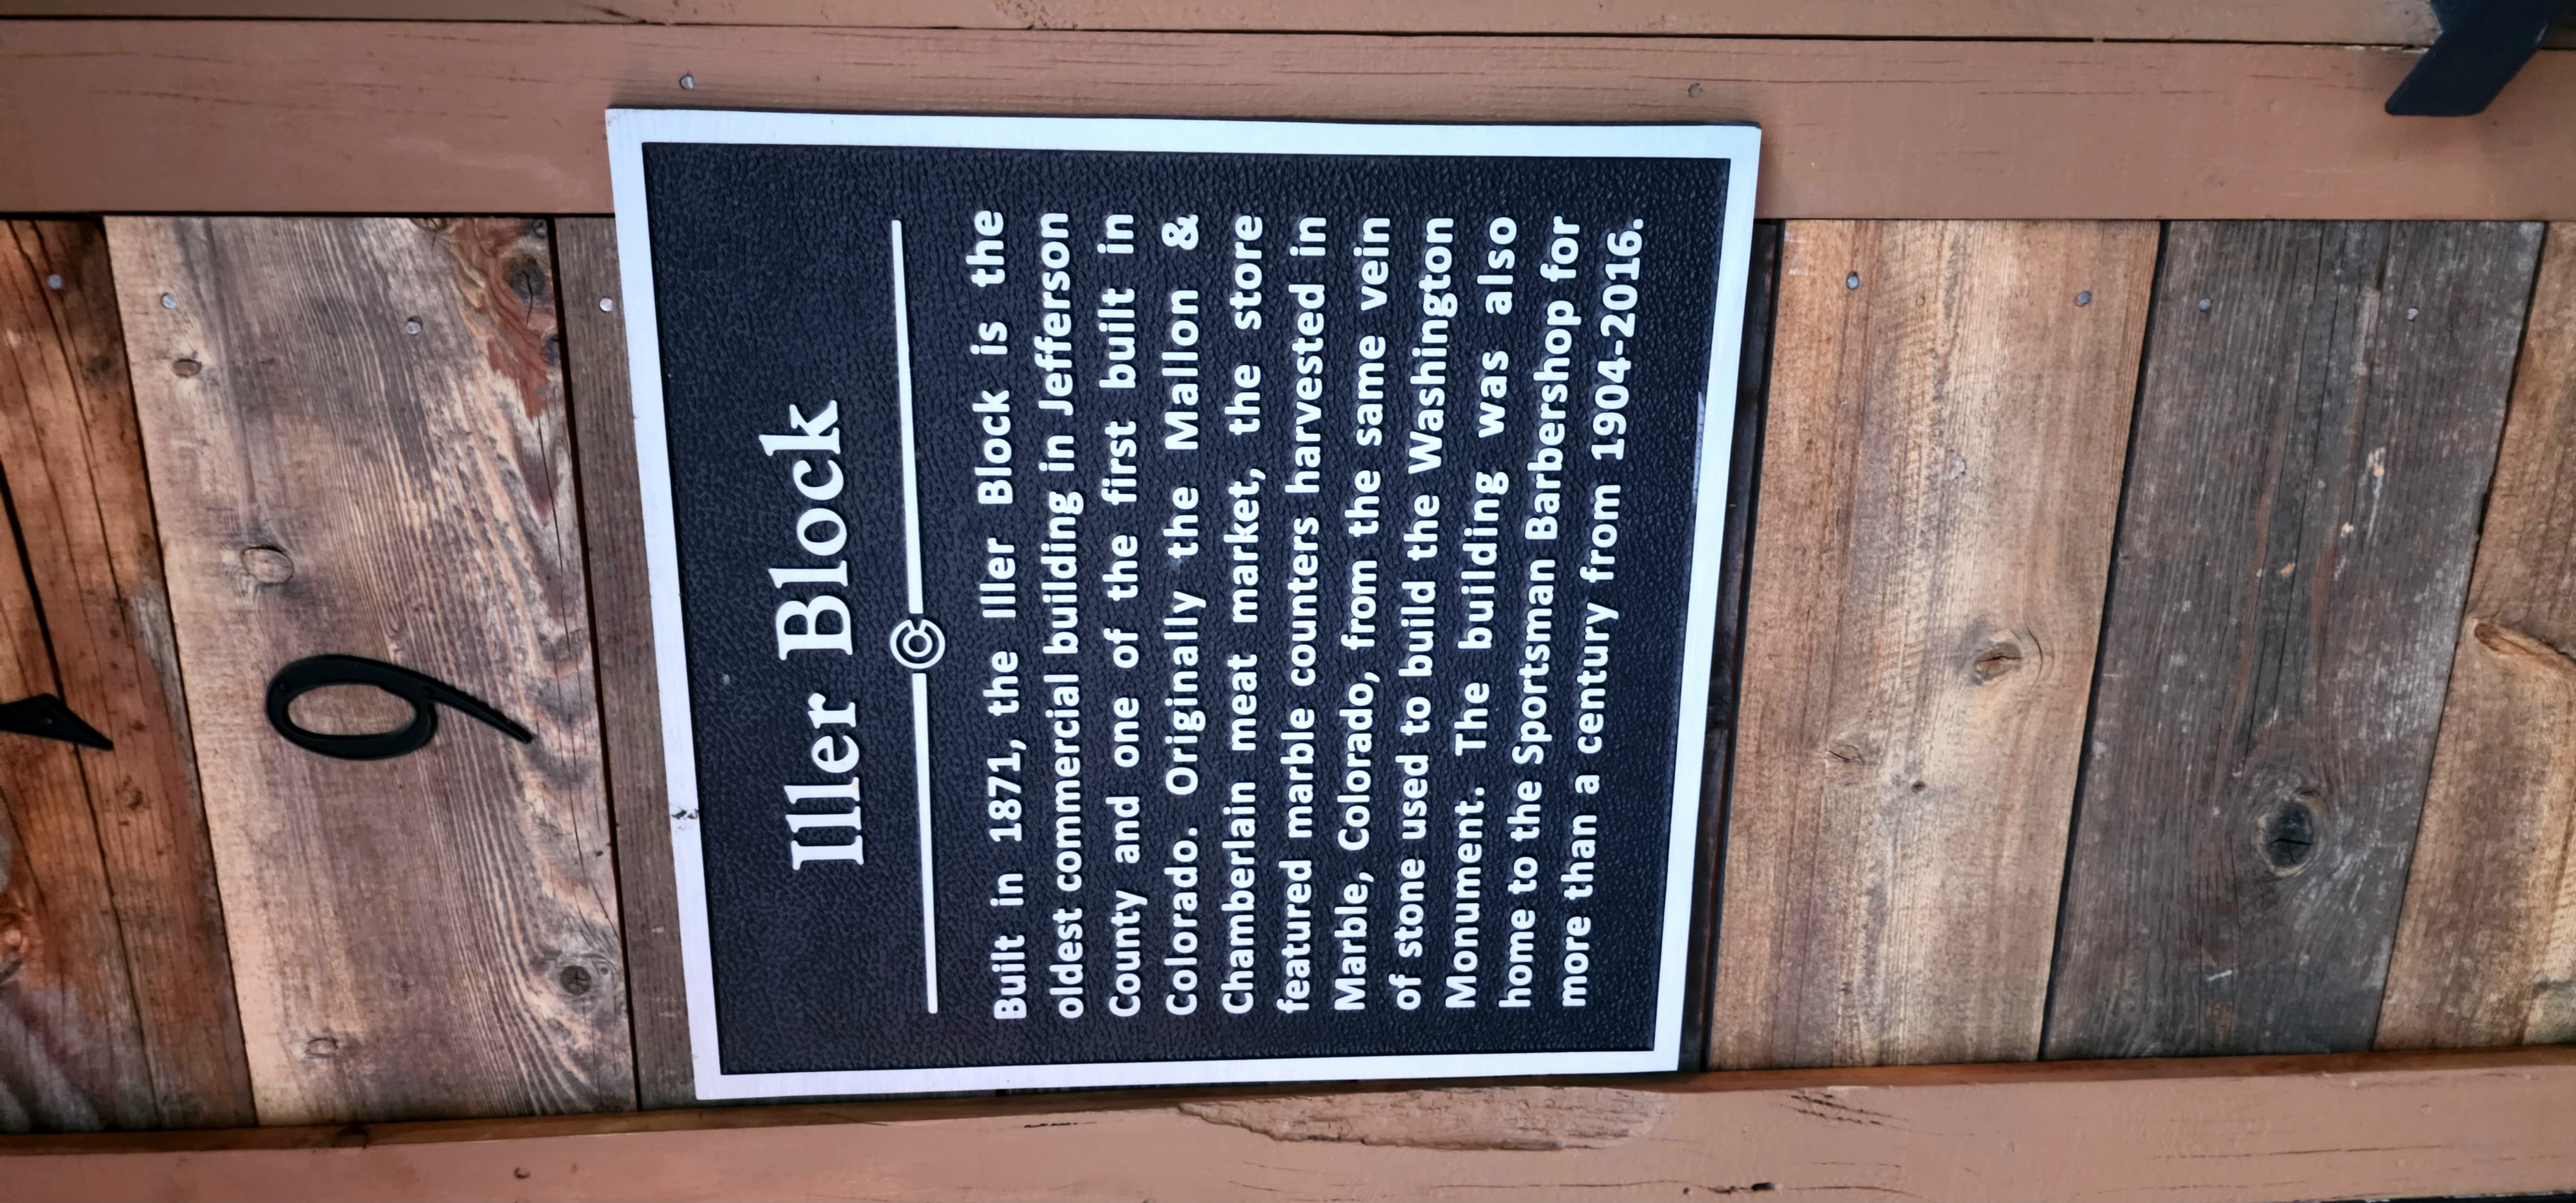 9
Iller Block
Built in 1871, the Iller Block is the
oldest commercial building in Jefferson
County and one of the first built in
Colorado. Originally the Mallon &
Chamberlain meat market, the store
featured marble counters harvested in
Marble, Colorado, from the same vein
of stone used to build the Washington
Monument. The building was also
home to the Sportsman Barbershop for
more than a century from 1904-2016.